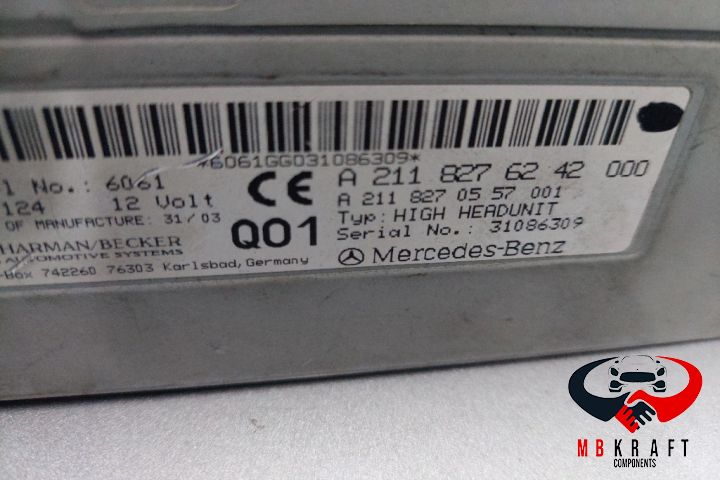 *6061GG031086309*
l No.: 6061
124 12 Volt
OF MANUFACTURE: 31/03
HARMAN/BECKER
AUTOMOTIVE SYSTEMS
-Box 742260 76303 Karlsbad, Germany
CE
Q01
A 211 827 62 42 000
A 211 827 05 57 001
Typ: HIGH HEADUNIT
Serial No.: 31086309
Mercedes-Benz
MBKRAFT
COMPONENTS